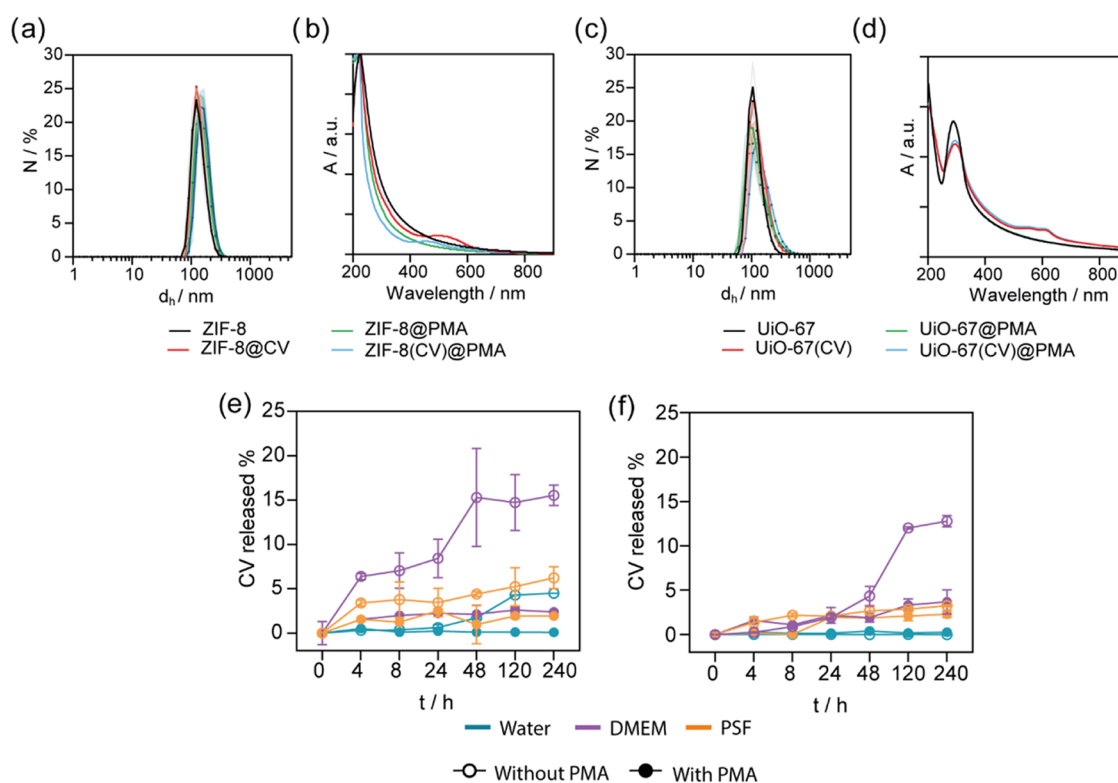 (a)
N / %
30
25
20
15
10
5
0
1
10
100
1000
dh / nm
(b)
A / a.u.
200
400
600
800
Wavelength / nm
(c)
N / %
30
25
20
15
10
5
0
1
10
100
1000
dh / nm
(d)
A / a.u.
200
400
600
800
Wavelength / nm
ZIF-8
ZIF-8@PMA
ZIF-8@CV
ZIF-8(CV)@PMA
UiO-67
UiO-67@PMA
UiO-67(CV)
UiO-67(CV)@PMA
(e)
CV released %
25
20
15
10
5
0
0 4 8 24 48 120 240
t / h
(f)
CV released %
25
20
15
10
5
0
0 4 8 24 48 120 240
t / h
Water
DMEM
PSF
Without PMA
With PMA